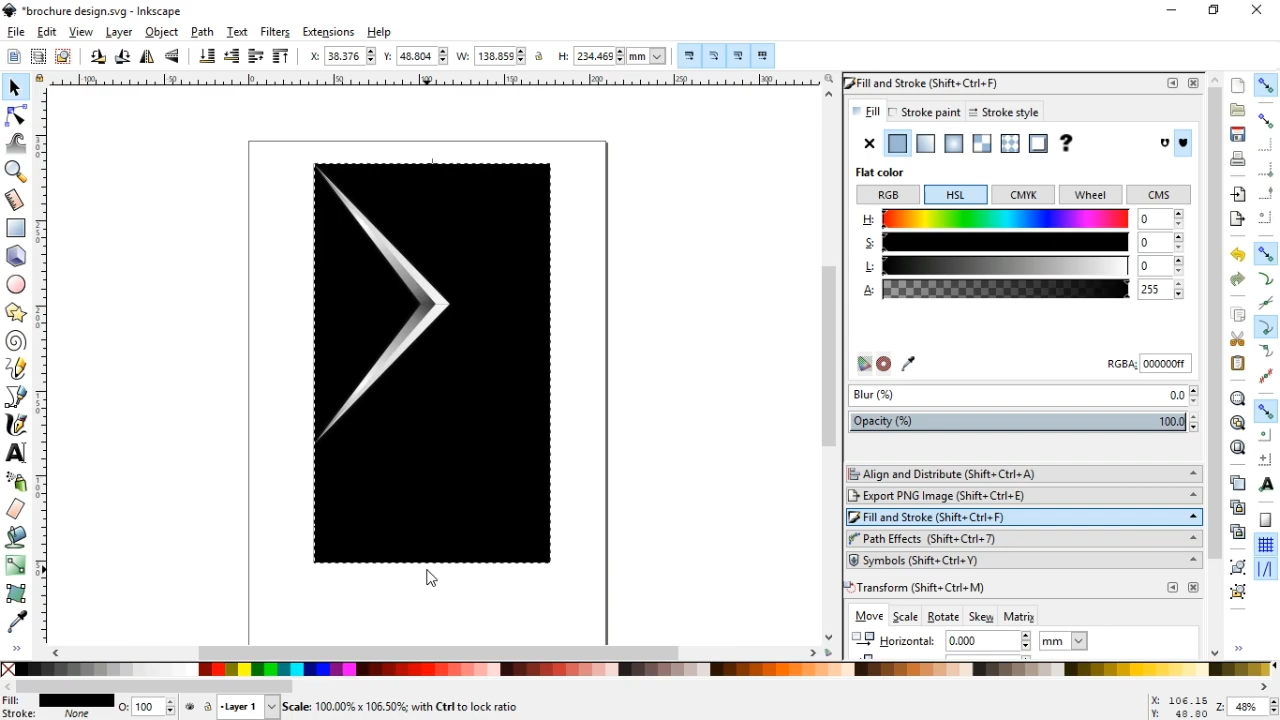 *brochure design.svg - Inkscape
File Edit View Layer Object Path Text Filters Extensions Help
X: 38.376 Y: 48.804 W: 138.859 H: 234.469 mm
Fill and Stroke (Shift+Ctrl+F)
Fill Stroke paint Stroke style
Flat color
RGB HSL CMYK Wheel CMS
H: 0
S: 0
L: 0
A: 255
RGBA: 000000ff
Blur (%) 0.0
Opacity (%) 100.0
Align and Distribute (Shift+Ctrl+A)
Export PNG Image (Shift+Ctrl+E)
Fill and Stroke (Shift+Ctrl+F)
Path Effects (Shift+Ctrl+7)
Symbols (Shift+Ctrl+Y)
Transform (Shift+Ctrl+M)
Move Scale Rotate Skew Matrix
Horizontal: 0.000 mm
Fill:
Stroke: None
O: 100
Layer 1
Scale: 100.00% x 106.50%; with Ctrl to lock ratio
X: 106.15
Y: 48.80
Z: 48%